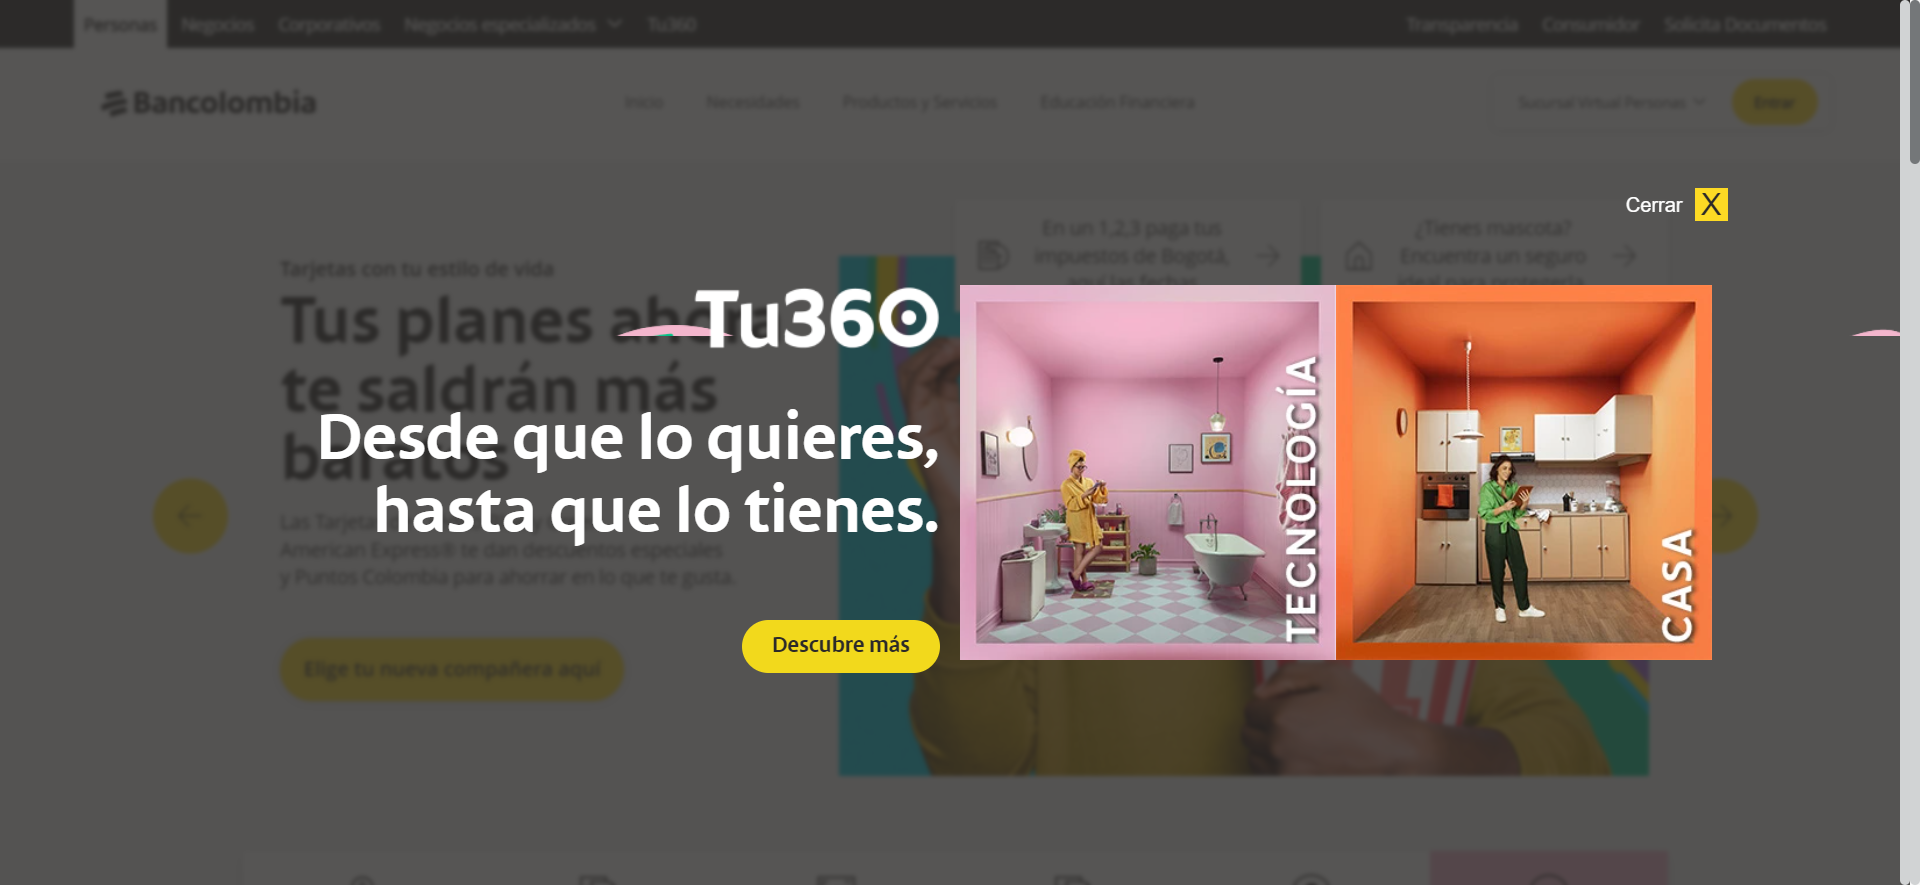 Personas
Negocios
Corporativos
Negocios especializados
Tu360
Transparencia
Consumidor
Solicita Documentos
Bancolombia
Inicio
Necesidades
Productos y Servicios
Educación Financiera
Sucursal Virtual Personas
Entrar
Cerrar X
En un 1,2,3 paga tus
impuestos de Bogotá,
aquí las fechas
¿Tienes mascota?
Encuentra un seguro
ideal para protegerla
Tarjetas con tu estilo de vida
Tus planes ahora
te saldrán más
baratos
Las Tarjetas
American Express® te dan descuentos especiales
y Puntos Colombia para ahorrar en lo que te gusta.
Elige tu nueva compañera aquí
Tu360
Desde que lo quieres,
hasta que lo tienes.
Descubre más
TECNOLOGÍA
CASA